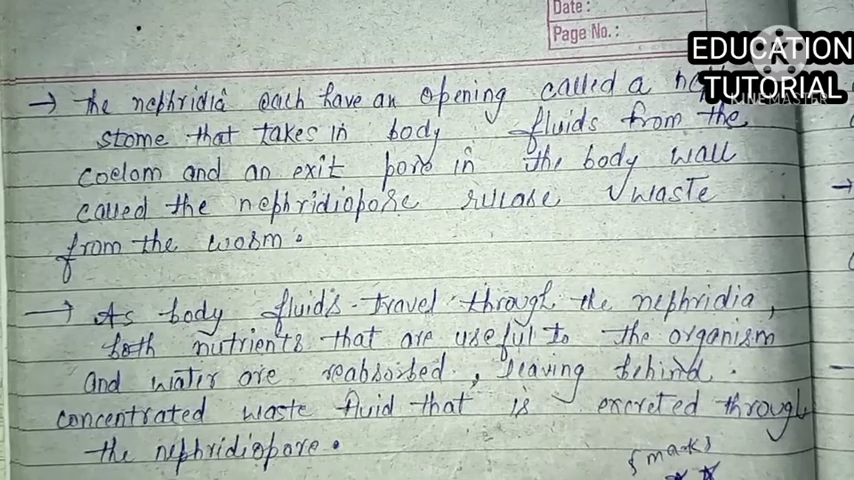 Date:
Page No.:
EDUCATION
TUTORIAL
KINEMASTER
→ The nephridia each have an opening called a
stome that takes in body fluids from the
coelom and an exit pore in the body wall
called the nephridiopore release waste
from the worm.
→ As body fluids travel through the nephridia,
both nutrients that are useful to the organism
and water are reabsorbed, leaving behind.
concentrated waste fluid that is excreted through
the nephridiopore.